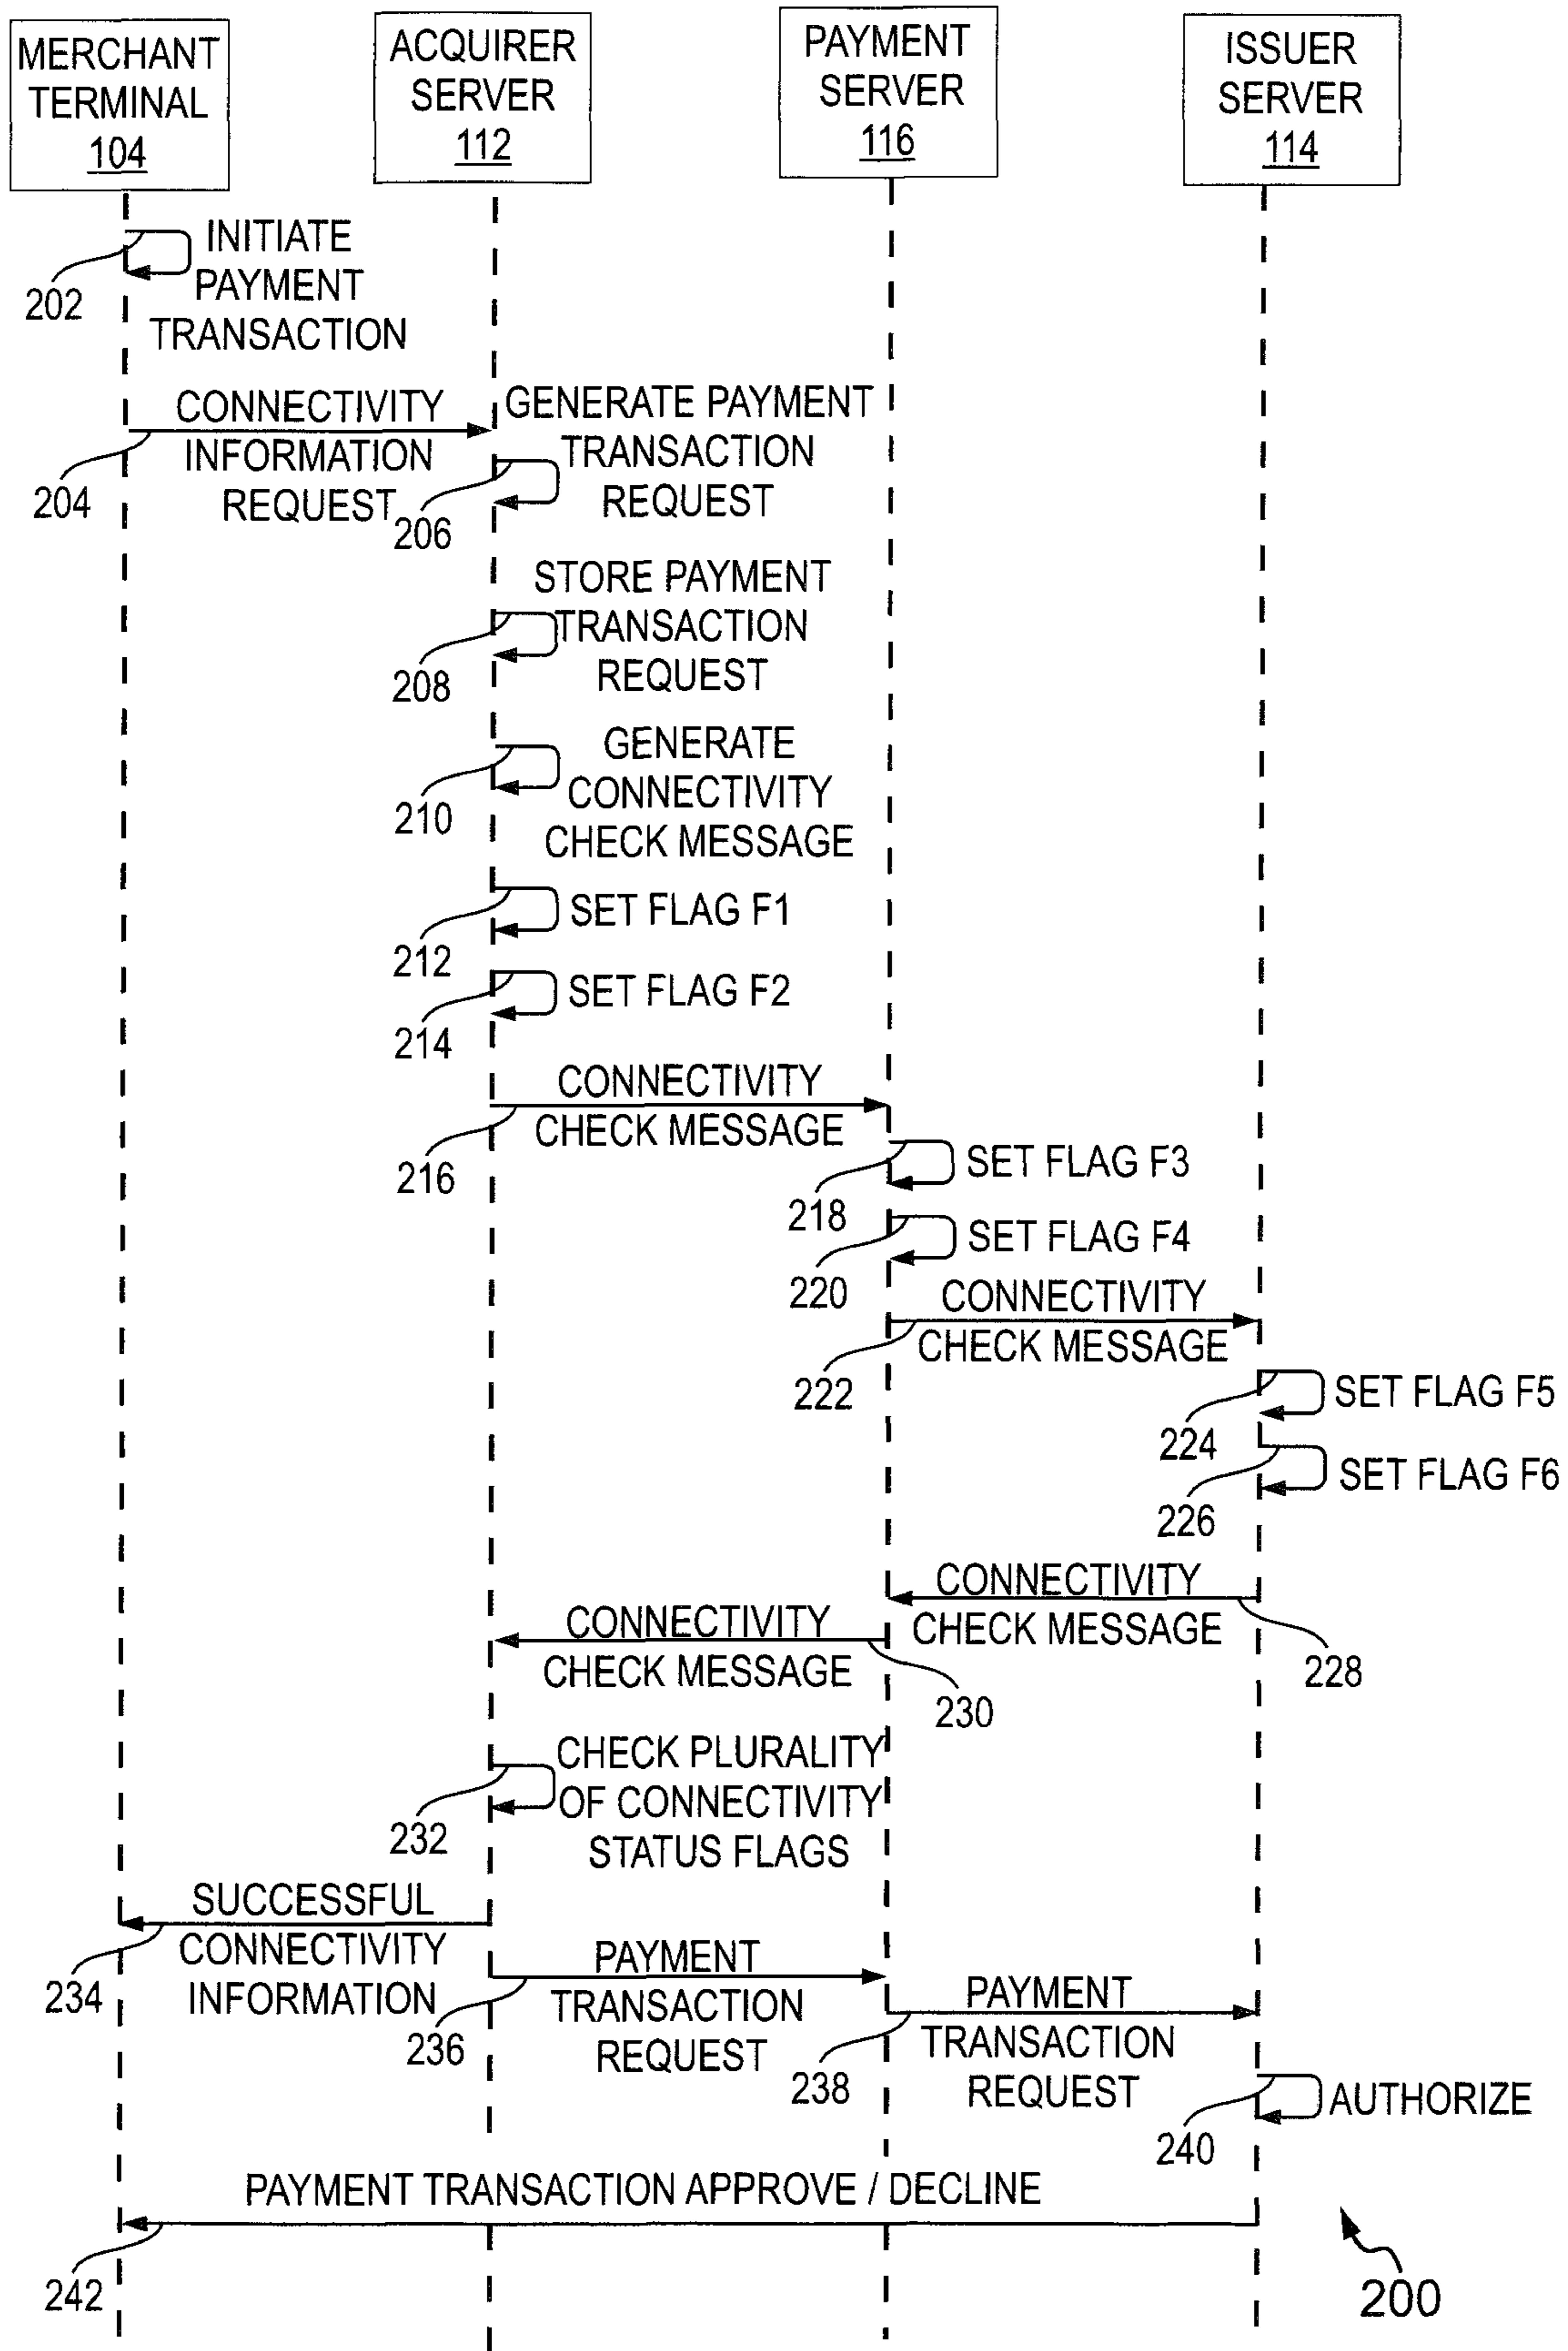 MERCHANT
TERMINAL
104
ACQUIRER
SERVER
112
PAYMENT
SERVER
116
ISSUER
SERVER
114
INITIATE
PAYMENT
TRANSACTION
202
CONNECTIVITY
INFORMATION
REQUEST
204
GENERATE PAYMENT
TRANSACTION
REQUEST
206
STORE PAYMENT
TRANSACTION
REQUEST
208
GENERATE
CONNECTIVITY
CHECK MESSAGE
210
SET FLAG F1
212
SET FLAG F2
214
CONNECTIVITY
CHECK MESSAGE
216
SET FLAG F3
218
SET FLAG F4
220
CONNECTIVITY
CHECK MESSAGE
222
SET FLAG F5
224
SET FLAG F6
226
CONNECTIVITY
CHECK MESSAGE
228
CONNECTIVITY
CHECK MESSAGE
230
CHECK PLURALITY
OF CONNECTIVITY
STATUS FLAGS
232
SUCCESSFUL
CONNECTIVITY
INFORMATION
234
PAYMENT
TRANSACTION
REQUEST
236
PAYMENT
TRANSACTION
REQUEST
238
AUTHORIZE
240
PAYMENT TRANSACTION APPROVE / DECLINE
242
200